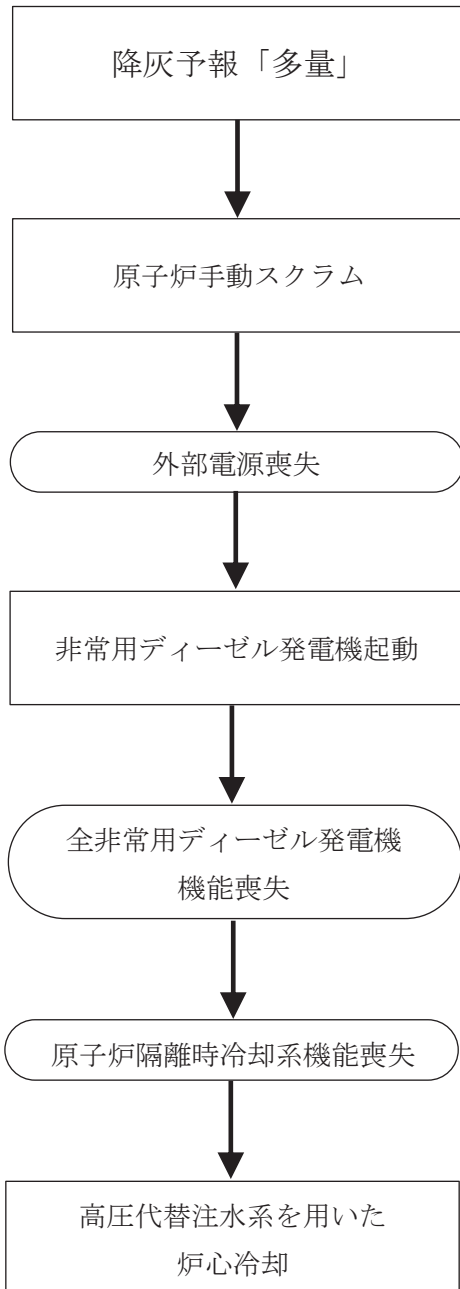 降灰予報「多量」
原子炉手動スクラム
外部電源喪失
非常用ディーゼル発電機起動
全非常用ディーゼル発電機
機能喪失
原子炉隔離時冷却系機能喪失
高圧代替注水系を用いた
炉心冷却